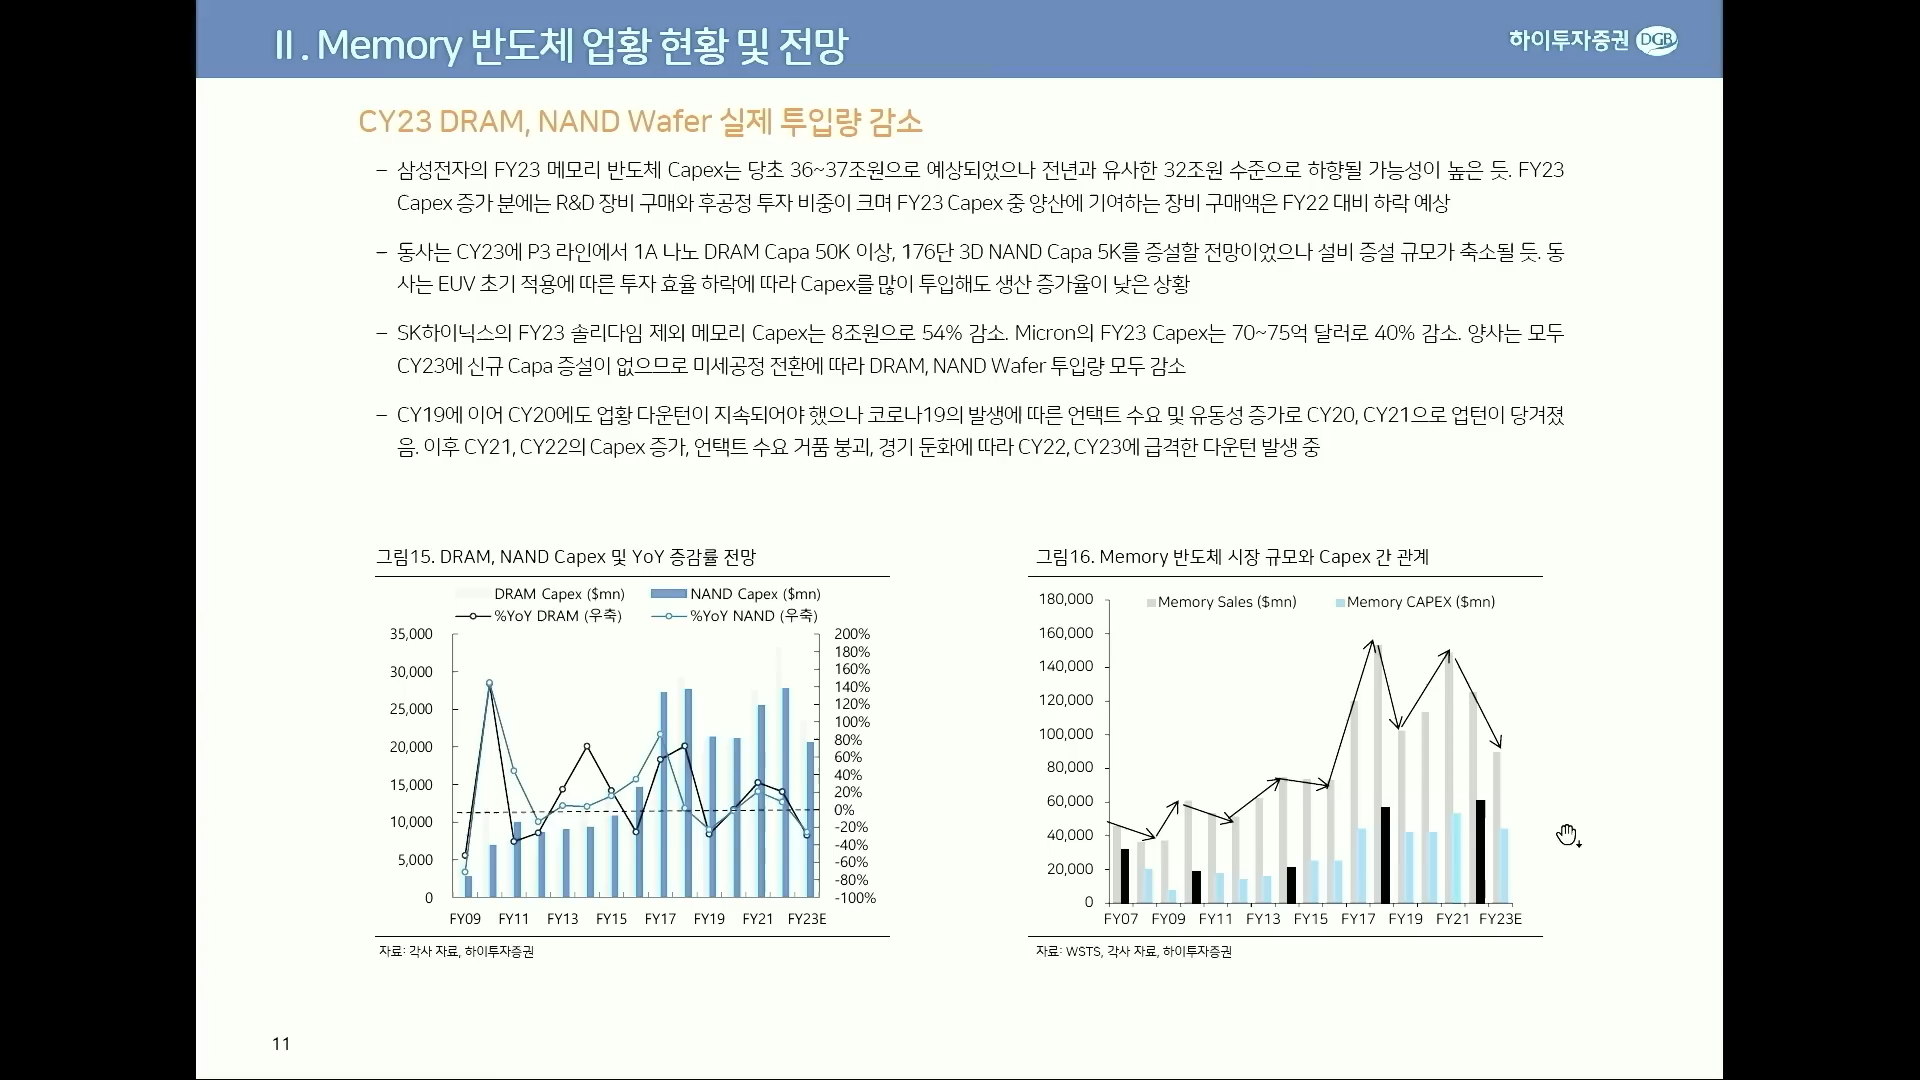 II. Memory 반도체 업황 현황 및 전망
하이투자증권 DGB
CY23 DRAM, NAND Wafer 실제 투입량 감소
– 삼성전자의 FY23 메모리 반도체 Capex는 당초 36~37조원으로 예상되었으나 전년과 유사한 32조원 수준으로 하향될 가능성이 높은 듯. FY23
Capex 증가 분에는 R&D 장비 구매와 후공정 투자 비중이 크며 FY23 Capex 중 양산에 기여하는 장비 구매액은 FY22 대비 하락 예상
– 동사는 CY23에 P3 라인에서 1A 나노 DRAM Capa 50K 이상, 176단 3D NAND Capa 5K를 증설할 전망이었으나 설비 증설 규모가 축소될 듯. 동
사는 EUV 초기 적용에 따른 투자 효율 하락에 따라 Capex를 많이 투입해도 생산 증가율이 낮은 상황
– SK하이닉스의 FY23 솔리다임 제외 메모리 Capex는 8조원으로 54% 감소. Micron의 FY23 Capex는 70~75억 달러로 40% 감소. 양사는 모두
CY23에 신규 Capa 증설이 없으므로 미세공정 전환에 따라 DRAM, NAND Wafer 투입량 모두 감소
– CY19에 이어 CY20에도 업황 다운턴이 지속되어야 했으나 코로나19의 발생에 따른 언택트 수요 및 유동성 증가로 CY20, CY21으로 업턴이 당겨졌
음. 이후 CY21, CY22의 Capex 증가, 언택트 수요 거품 붕괴, 경기 둔화에 따라 CY22, CY23에 급격한 다운턴 발생 중
그림15. DRAM, NAND Capex 및 YoY 증감률 전망
DRAM Capex ($mn) NAND Capex ($mn)
%YoY DRAM (우축) %YoY NAND (우축)
35,000
30,000
25,000
20,000
15,000
10,000
5,000
0
200%
180%
160%
140%
120%
100%
80%
60%
40%
20%
0%
-20%
-40%
-60%
-80%
-100%
FY09 FY11 FY13 FY15 FY17 FY19 FY21 FY23E
자료: 각사 자료, 하이투자증권
그림16. Memory 반도체 시장 규모와 Capex 간 관계
Memory Sales ($mn) Memory CAPEX ($mn)
180,000
160,000
140,000
120,000
100,000
80,000
60,000
40,000
20,000
0
FY07 FY09 FY11 FY13 FY15 FY17 FY19 FY21 FY23E
자료: WSTS, 각사 자료, 하이투자증권
11